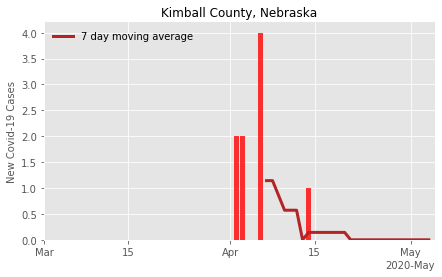 Kimball County, Nebraska
7 day moving average
New Covid-19 Cases
4.0
3.5
3.0
2.5
2.0
1.5
1.0
0.5
0.0
Mar 15 Apr 15 May
2020-May